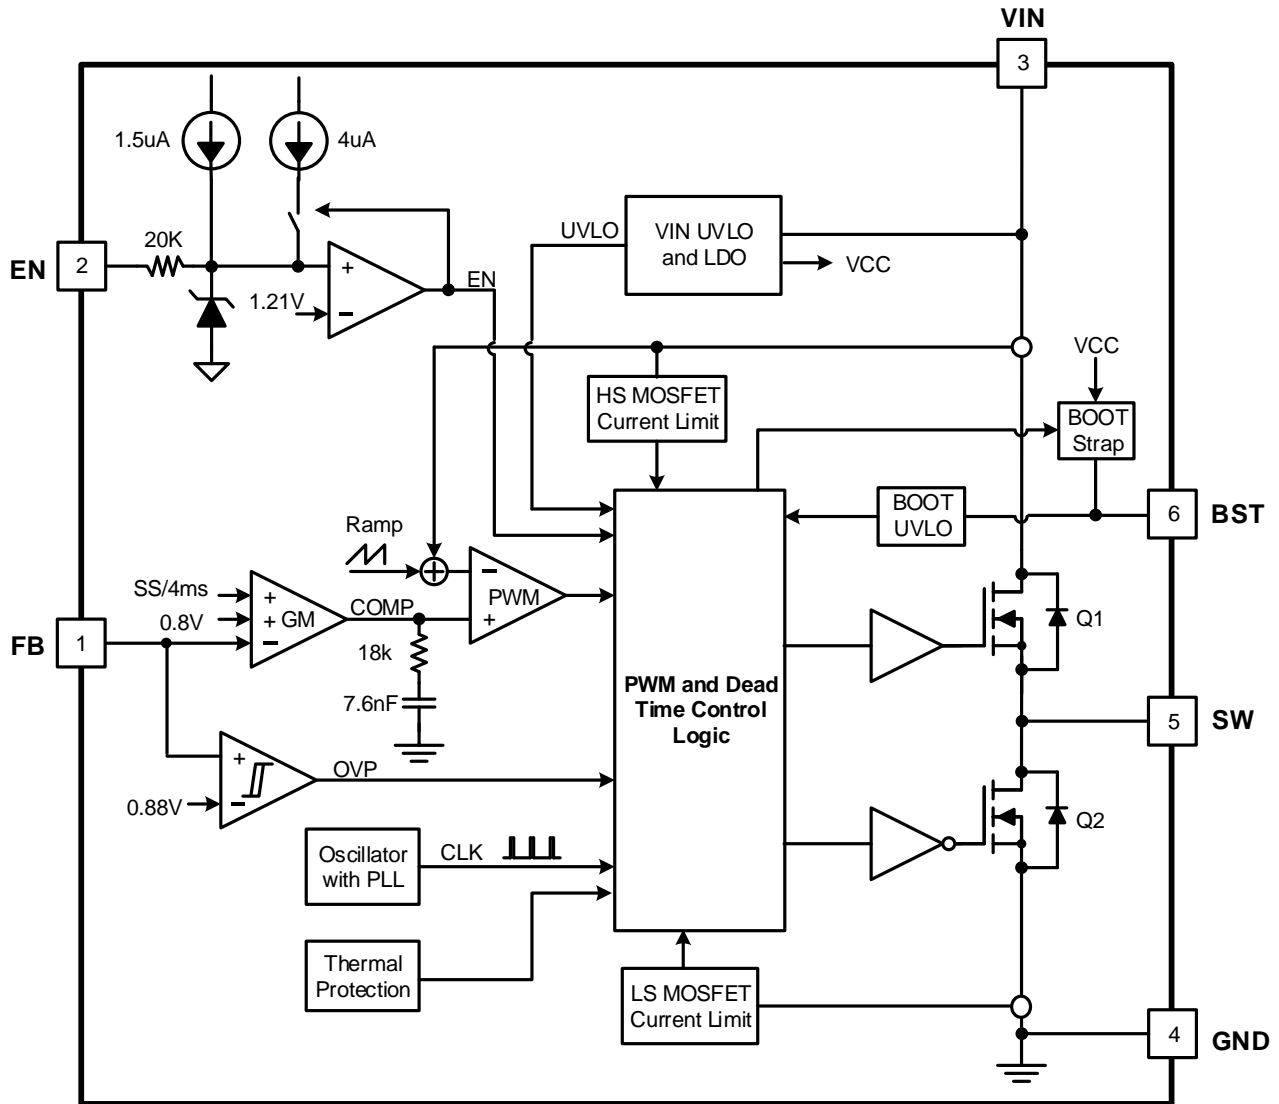 VIN
3
1.5uA
4uA
20K
EN
2
+
1.21V
−
EN
UVLO
VIN UVLO
and LDO
VCC
HS MOSFET
Current Limit
VCC
BOOT
Strap
BOOT
UVLO
6
BST
Ramp
+
−
PWM
+
SS/4ms
0.8V
+
+
−
GM
COMP
FB
1
18k
7.6nF
PWM and Dead
Time Control
Logic
Q1
5
SW
+
−
0.88V
OVP
Q2
Oscillator
with PLL
CLK
Thermal
Protection
LS MOSFET
Current Limit
4
GND